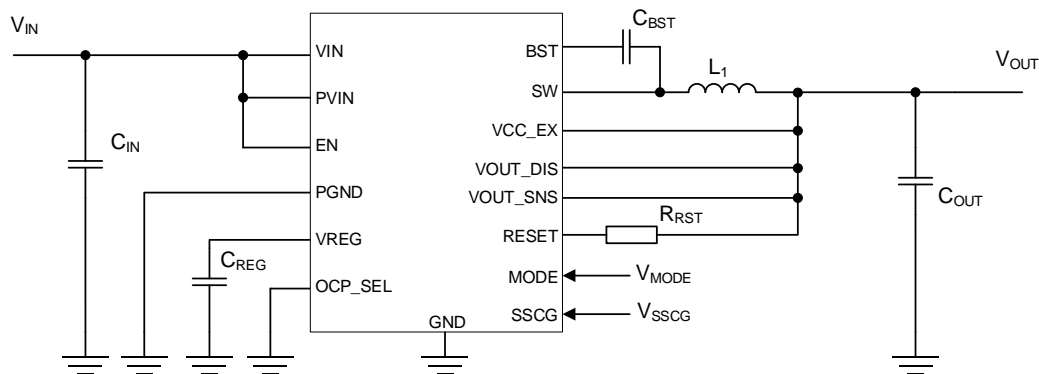 VIN
CBST
VIN
BST
L1
VOUT
PVIN
SW
CIN
EN
VCC_EX
VOUT_DIS
PGND
VOUT_SNS
COUT
RRST
VREG
RESET
CREG
MODE
VMODE
OCP_SEL
SSCG
VSSCG
GND